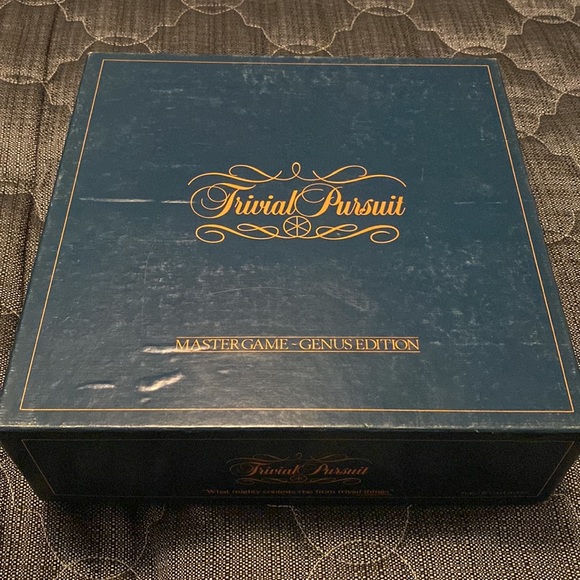 Trivial Pursuit
MASTER GAME - GENUS EDITION
Trivial Pursuit
"What mighty contests rise from trivial things"